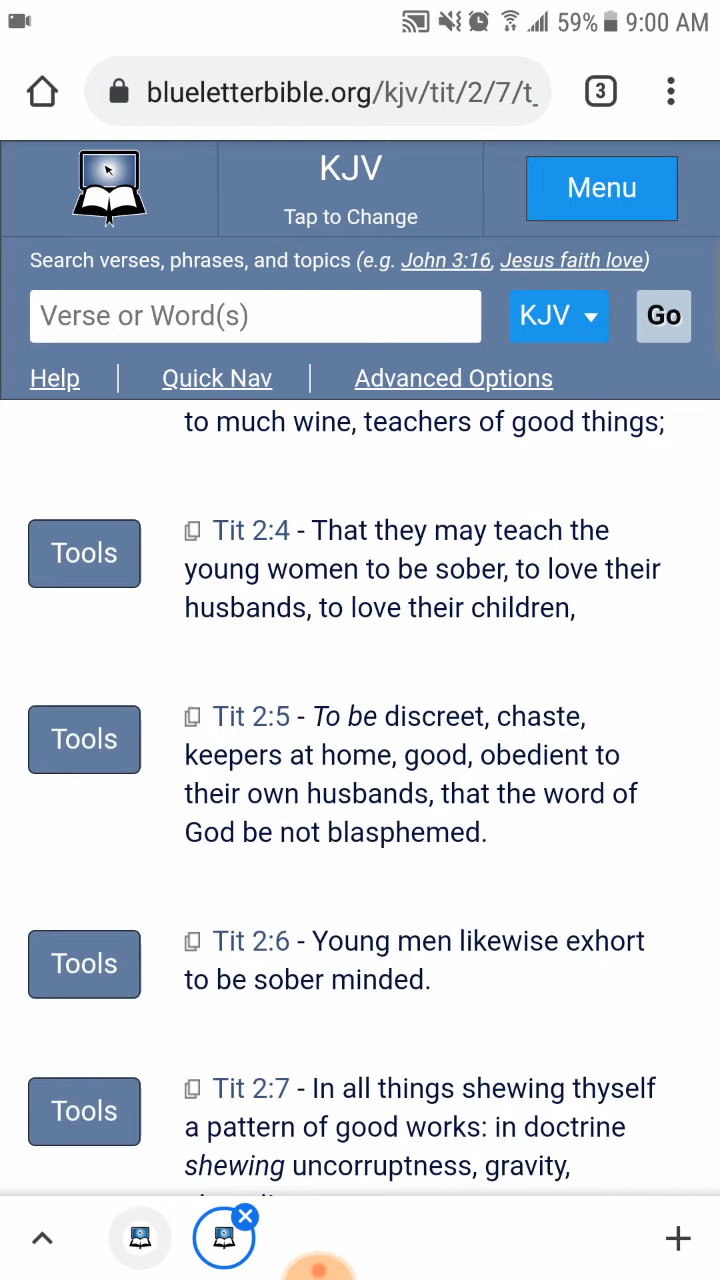 59% 9:00 AM
blueletterbible.org/kjv/tit/2/7/t_
3
KJV
Tap to Change
Menu
Search verses, phrases, and topics (e.g. John 3:16, Jesus faith love)
Verse or Word(s)
KJV
Go
Help | Quick Nav | Advanced Options
to much wine, teachers of good things;
Tools
Tit 2:4 - That they may teach the
young women to be sober, to love their
husbands, to love their children,
Tools
Tit 2:5 - To be discreet, chaste,
keepers at home, good, obedient to
their own husbands, that the word of
God be not blasphemed.
Tools
Tit 2:6 - Young men likewise exhort
to be sober minded.
Tools
Tit 2:7 - In all things shewing thyself
a pattern of good works: in doctrine
shewing uncorruptness, gravity,